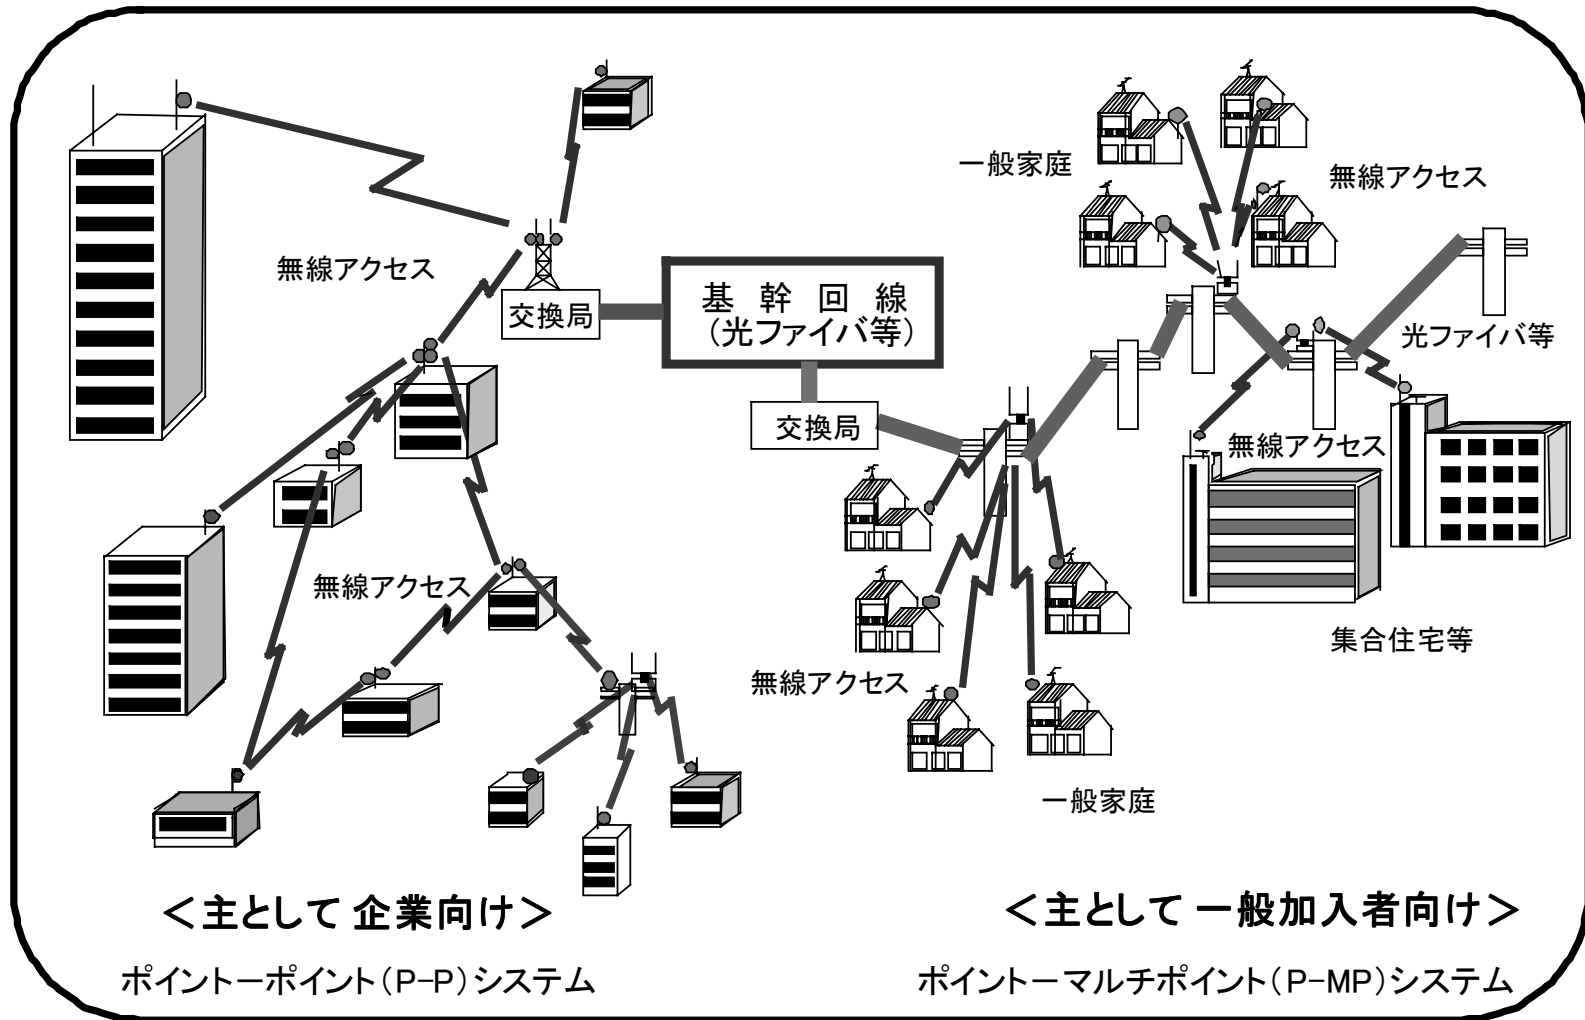 一般家庭
無線アクセス
無線アクセス
基 幹 回 線
(光ファイバ等)
交換局
光ファイバ等
交換局
無線アクセス
無線アクセス
集合住宅等
無線アクセス
一般家庭
＜主として 企業向け＞
＜主として 一般加入者向け＞
ポイントーポイント(P-P)システム
ポイントーマルチポイント(P-MP)システム